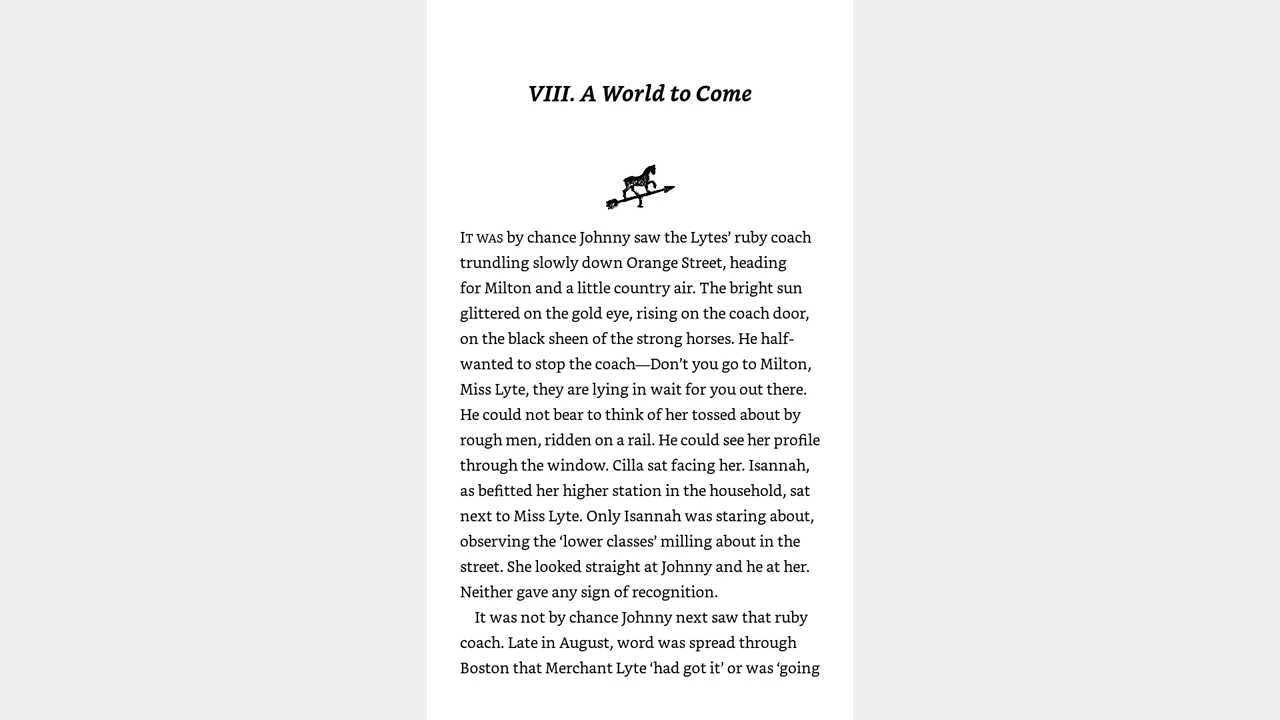 VIII. A World to Come
IT WAS by chance Johnny saw the Lytes’ ruby coach
trundling slowly down Orange Street, heading
for Milton and a little country air. The bright sun
glittered on the gold eye, rising on the coach door,
on the black sheen of the strong horses. He half-
wanted to stop the coach—Don’t you go to Milton,
Miss Lyte, they are lying in wait for you out there.
He could not bear to think of her tossed about by
rough men, ridden on a rail. He could see her profile
through the window. Cilla sat facing her. Isannah,
as befitted her higher station in the household, sat
next to Miss Lyte. Only Isannah was staring about,
observing the ‘lower classes’ milling about in the
street. She looked straight at Johnny and he at her.
Neither gave any sign of recognition.
It was not by chance Johnny next saw that ruby
coach. Late in August, word was spread through
Boston that Merchant Lyte ‘had got it’ or was ‘going